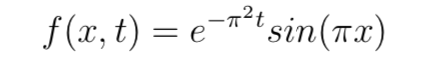 f(x, t) = e^{-π^2 t} sin(πx)